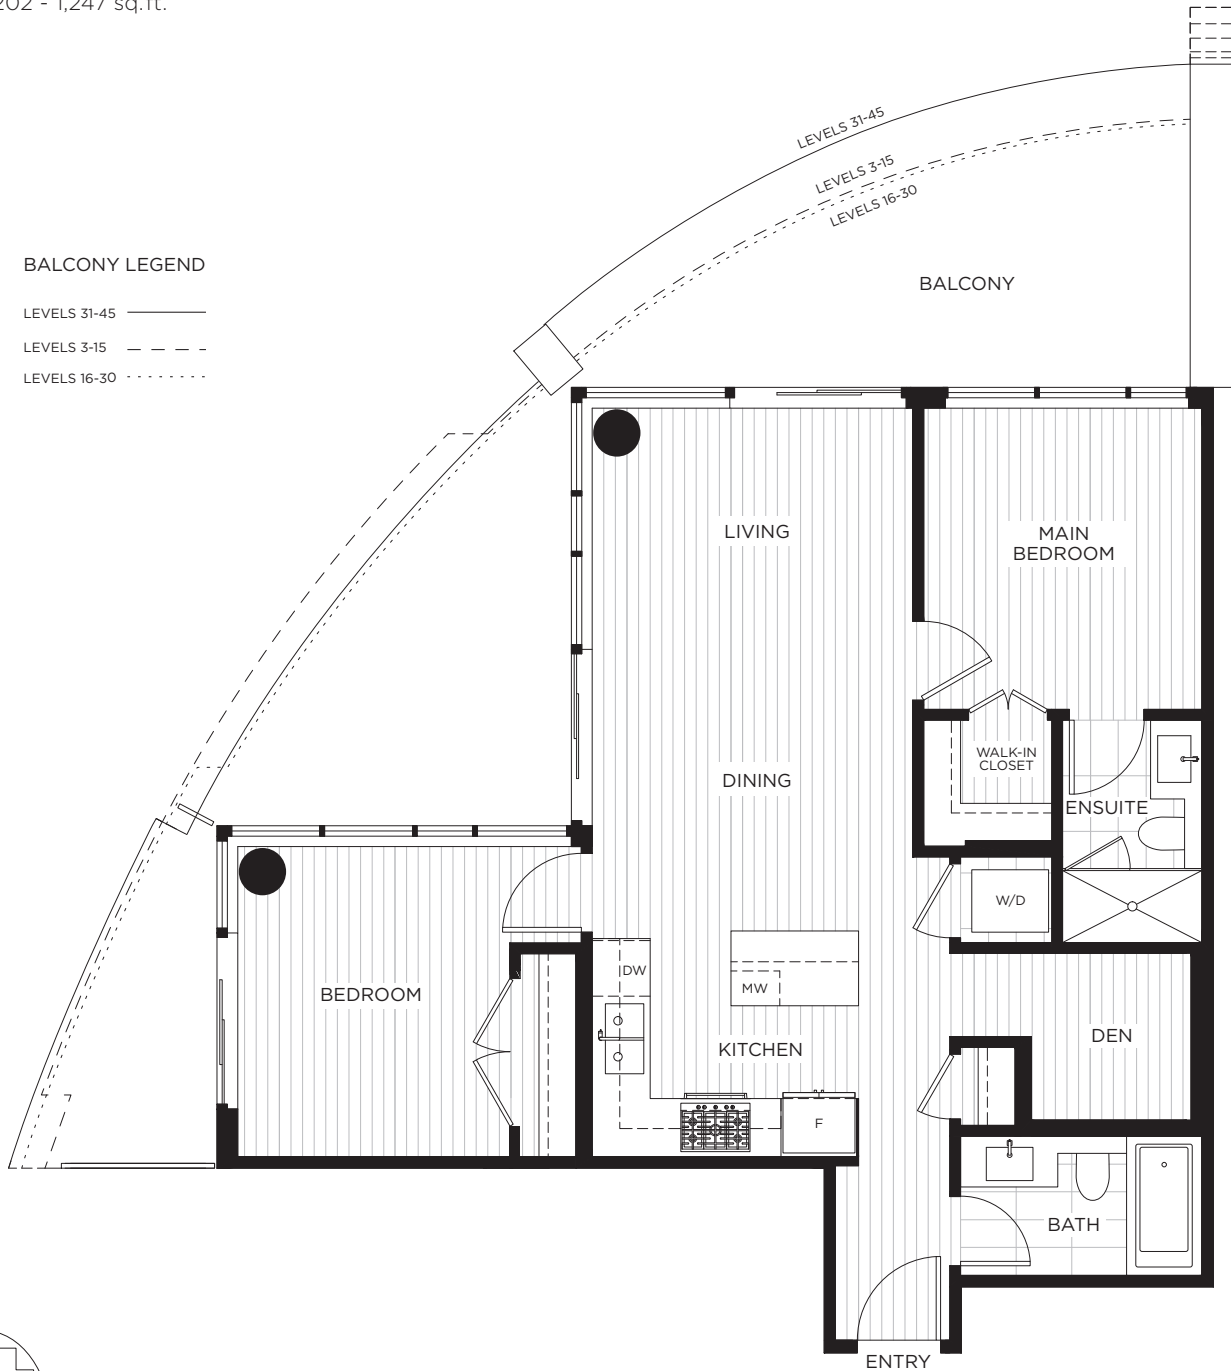 202 - 1,247 sq.ft.
LEVELS 31-45
LEVELS 3-15
LEVELS 16-30
BALCONY LEGEND
LEVELS 31-45
LEVELS 3-15
LEVELS 16-30
BALCONY
LIVING
MAIN
BEDROOM
WALK-IN
CLOSET
DINING
ENSUITE
W/D
DW
MW
BEDROOM
KITCHEN
DEN
F
BATH
ENTRY